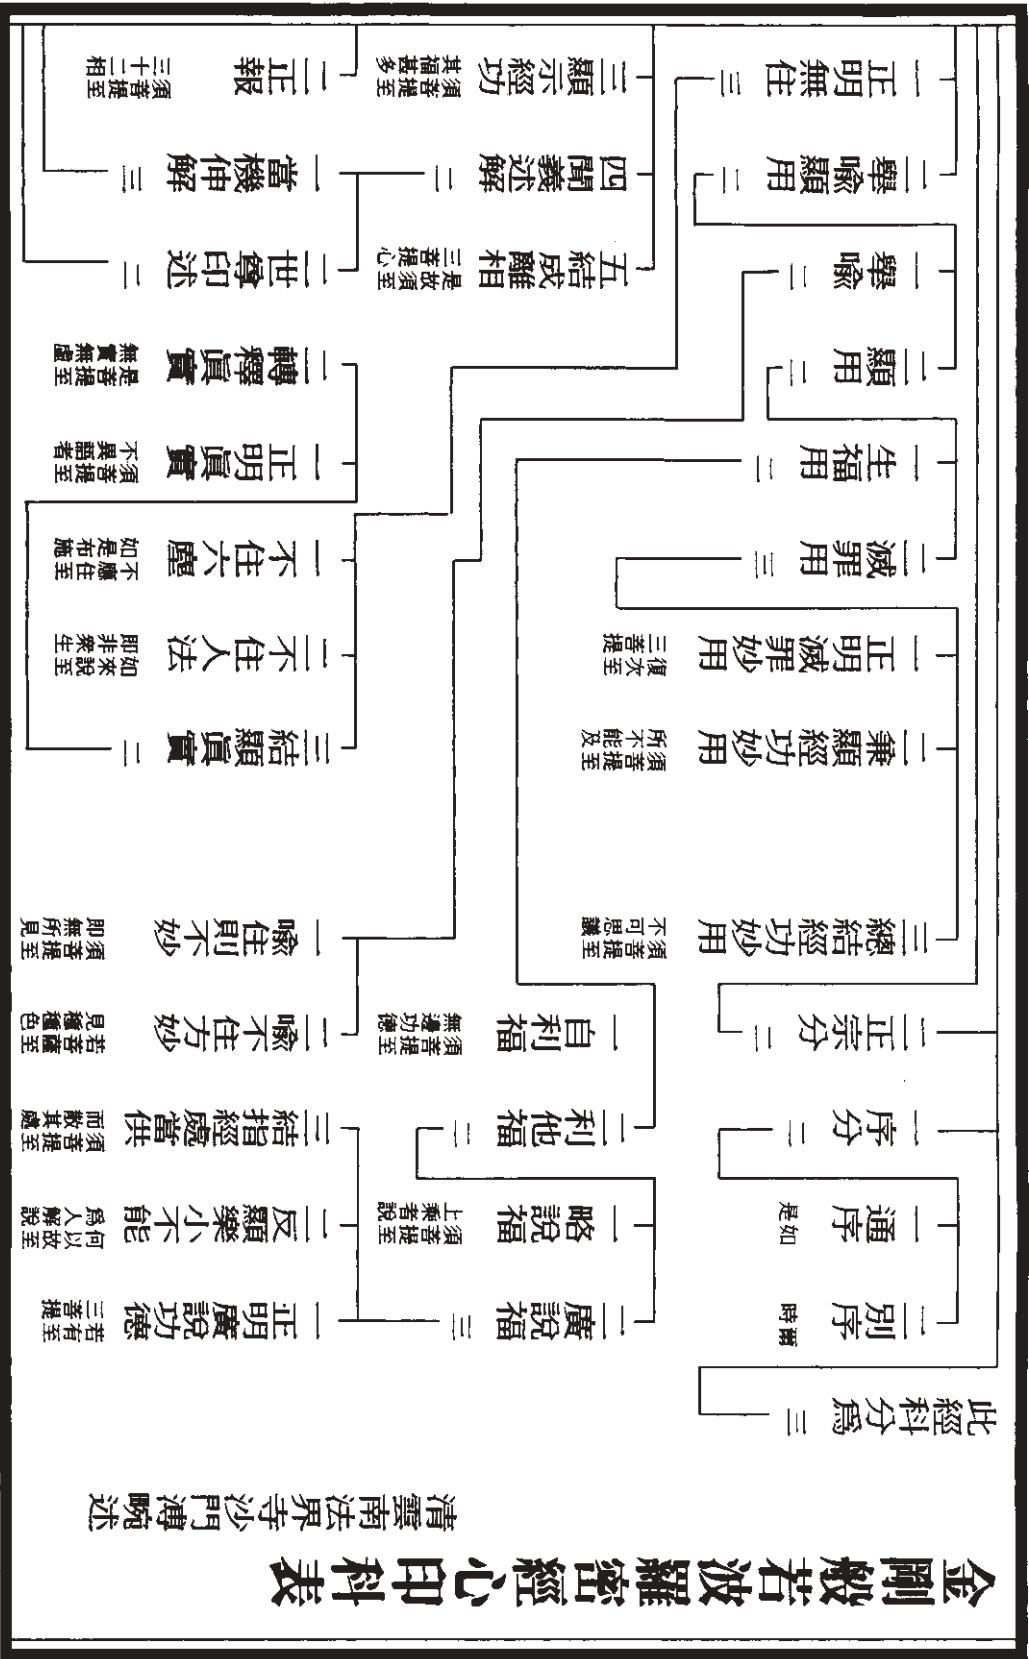 金剛般若波羅密經心印科表
清雲南法界寺沙門溥畹述
此經科分爲 三
二別序 爾時
二廣說福 三
一正明廣說功德 若有至三菩提
一通序 如是
一略說福 須菩提至上乘者說
二反顯樂小不能 何以故至爲人解說
一序分 二
二利他福 二
三結指經處當供 須菩提至而散其處
二正宗分 二
一自利福 須菩提至無邊功德
二喻不住方妙 若菩薩至見種種色
三總結經功妙用 須菩提至不可思議
一喻住則不妙 須菩提至即無所見
二兼顯經功妙用 須菩提至所不能及
三結顯眞實 二
一正明滅罪妙用 復次至三菩提
二不住人法 如來說至即非衆生
二滅罪用 三
一不住六塵 不應住至如是布施
一生福用 二
一正明眞實 須菩提至不異語者
二顯用 二
二轉釋眞實 是菩提至無實無虛
一舉喻 二
五結成離相 是故須至三菩提心
二世尊印述 二
二舉喻顯用 二
四聞義述解 二
一當機伸解 三
一正明無住 三
三顯示經功 須菩提至其福甚多
二正報 須菩提至三十二相